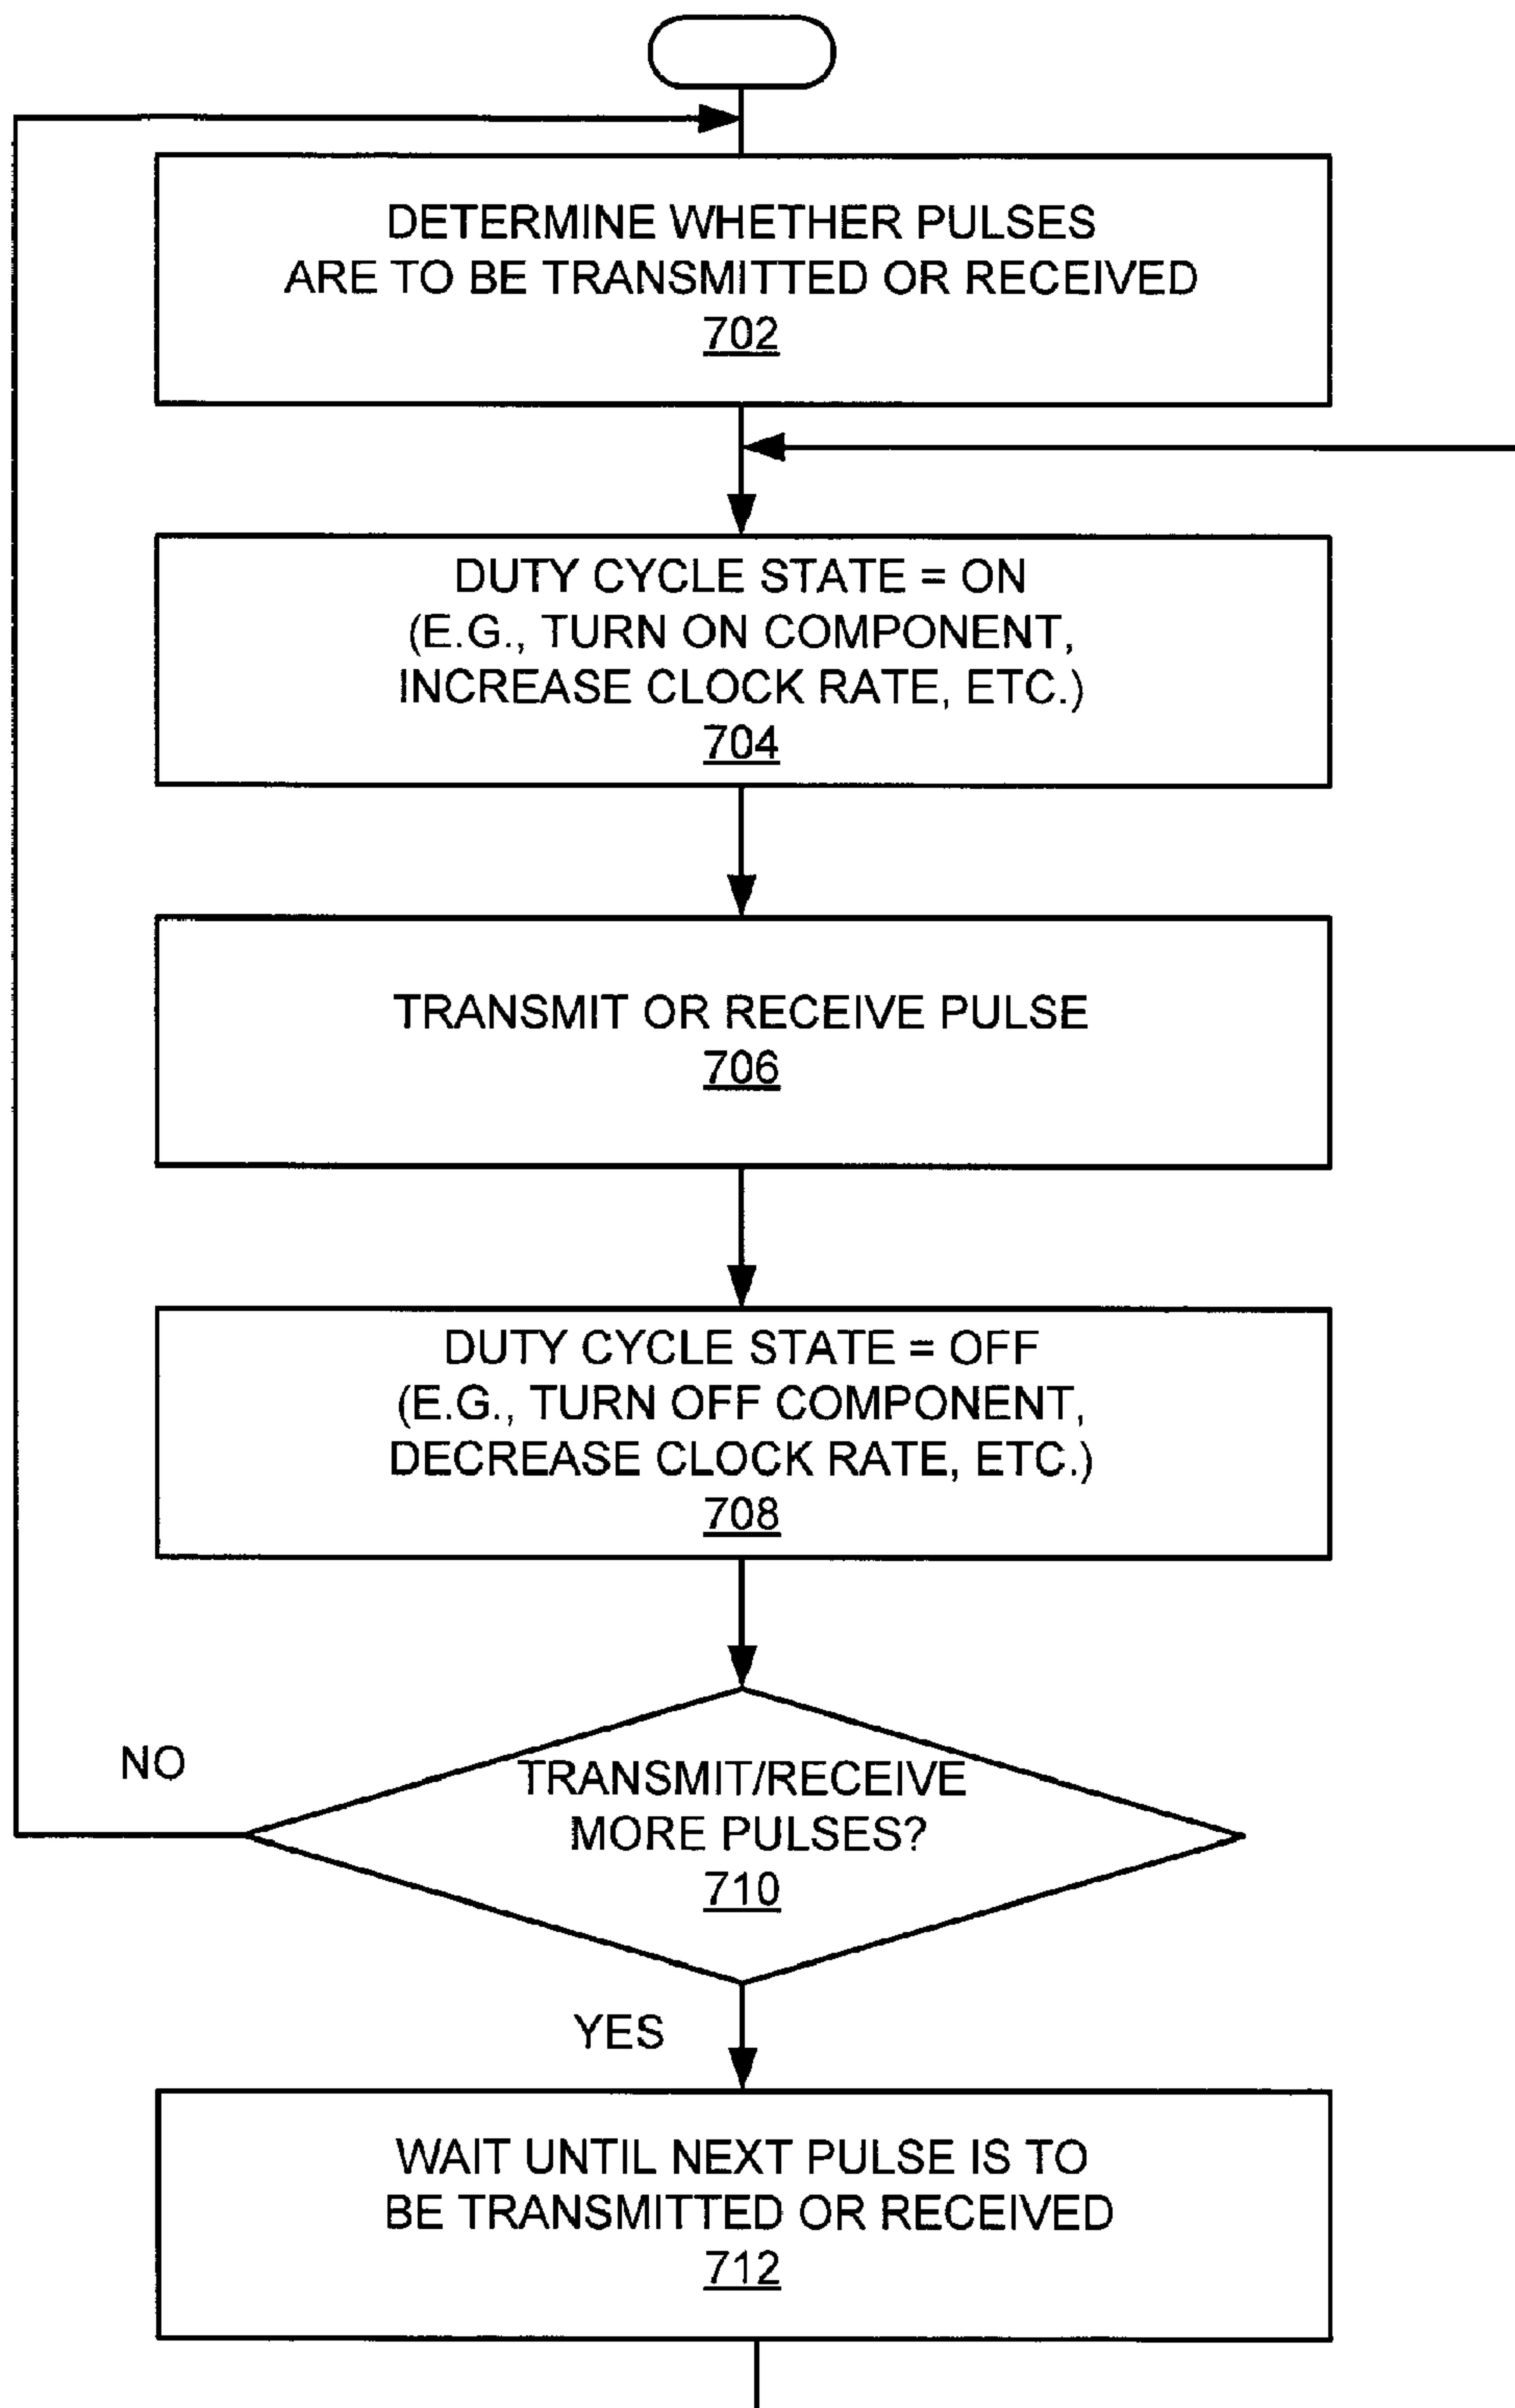 DETERMINE WHETHER PULSES
ARE TO BE TRANSMITTED OR RECEIVED
702
DUTY CYCLE STATE = ON
(E.G., TURN ON COMPONENT,
INCREASE CLOCK RATE, ETC.)
704
TRANSMIT OR RECEIVE PULSE
706
DUTY CYCLE STATE = OFF
(E.G., TURN OFF COMPONENT,
DECREASE CLOCK RATE, ETC.)
708
NO
TRANSMIT/RECEIVE
MORE PULSES?
710
YES
WAIT UNTIL NEXT PULSE IS TO
BE TRANSMITTED OR RECEIVED
712